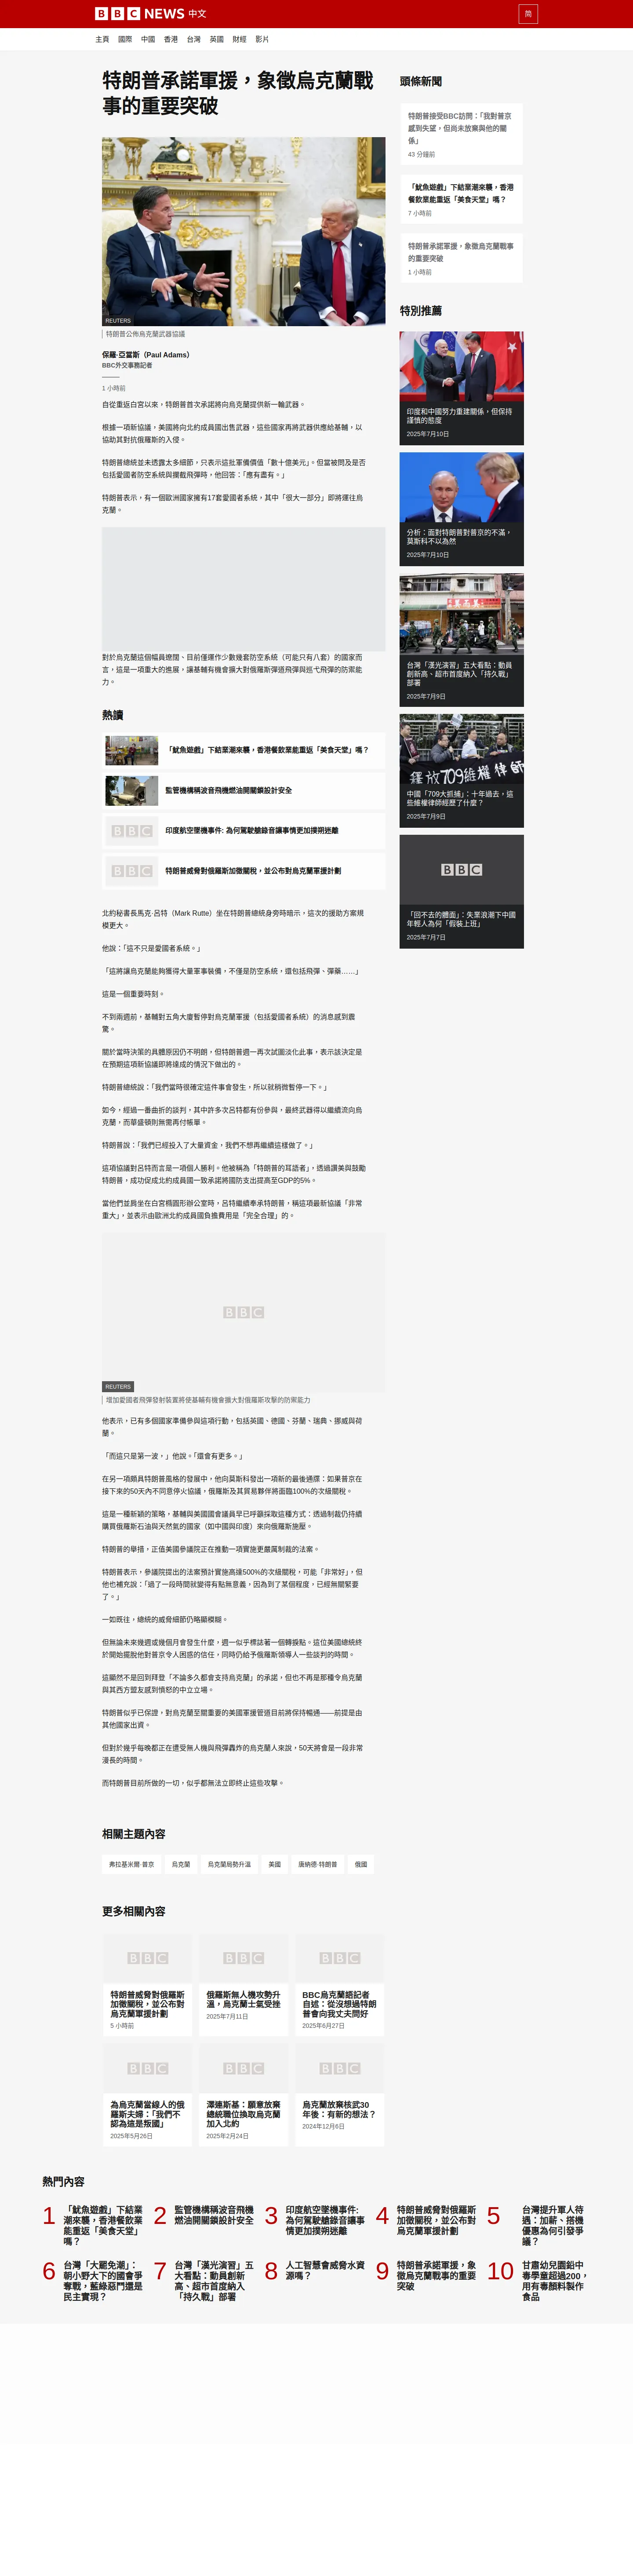 BBC NEWS 中文
简
主頁 國際 中國 香港 台灣 英國 財經 影片
特朗普承諾軍援，象徵烏克蘭戰
事的重要突破
REUTERS
特朗普公佈烏克蘭武器協議
保羅·亞當斯（Paul Adams）
BBC外交事務記者
1 小時前
自從重返白宮以來，特朗普首次承諾將向烏克蘭提供新一輪武器。
根據一項新協議，美國將向北約成員國出售武器，這些國家再將武器供應給基輔，以
協助其對抗俄羅斯的入侵。
特朗普總統並未透露太多細節，只表示這批軍備價值「數十億美元」。但當被問及是否
包括愛國者防空系統與攔截飛彈時，他回答：「應有盡有。」
特朗普表示，有一個歐洲國家擁有17套愛國者系統，其中「很大一部分」即將運往烏
克蘭。
對於烏克蘭這個幅員遼闊、目前僅運作少數幾套防空系統（可能只有八套）的國家而
言，這是一項重大的進展，讓基輔有機會擴大對俄羅斯彈道飛彈與巡弋飛彈的防禦能
力。
熱讀
「魷魚遊戲」下結業潮來襲，香港餐飲業能重返「美食天堂」嗎？
監管機構稱波音飛機燃油開關鎖設計安全
BBC
印度航空墜機事件: 為何駕駛艙錄音讓事情更加撲朔迷離
BBC
特朗普威脅對俄羅斯加徵關稅，並公布對烏克蘭軍援計劃
北約秘書長馬克·呂特（Mark Rutte）坐在特朗普總統身旁時暗示，這次的援助方案規
模更大。
他說：「這不只是愛國者系統。」
「這將讓烏克蘭能夠獲得大量軍事裝備，不僅是防空系統，還包括飛彈、彈藥……」
這是一個重要時刻。
不到兩週前，基輔對五角大廈暫停對烏克蘭軍援（包括愛國者系統）的消息感到震
驚。
關於當時決策的具體原因仍不明朗，但特朗普週一再次試圖淡化此事，表示該決定是
在預期這項新協議即將達成的情況下做出的。
特朗普總統說：「我們當時很確定這件事會發生，所以就稍微暫停一下。」
如今，經過一番曲折的談判，其中許多次呂特都有份參與，最終武器得以繼續流向烏
克蘭，而華盛頓則無需再付帳單。
特朗普說：「我們已經投入了大量資金，我們不想再繼續這樣做了。」
這項協議對呂特而言是一項個人勝利。他被稱為「特朗普的耳語者」，透過讚美與鼓勵
特朗普，成功促成北約成員國一致承諾將國防支出提高至GDP的5%。
當他們並肩坐在白宮橢圓形辦公室時，呂特繼續奉承特朗普，稱這項最新協議「非常
重大」，並表示由歐洲北約成員國負擔費用是「完全合理」的。
BBC
REUTERS
增加愛國者飛彈發射裝置將使基輔有機會擴大對俄羅斯攻擊的防禦能力
他表示，已有多個國家準備參與這項行動，包括英國、德國、芬蘭、瑞典、挪威與荷
蘭。
「而這只是第一波，」他說。「還會有更多。」
在另一項頗具特朗普風格的發展中，他向莫斯科發出一項新的最後通牒：如果普京在
接下來的50天內不同意停火協議，俄羅斯及其貿易夥伴將面臨100%的次級關稅。
這是一種新穎的策略，基輔與美國國會議員早已呼籲採取這種方式：透過制裁仍持續
購買俄羅斯石油與天然氣的國家（如中國與印度）來向俄羅斯施壓。
特朗普的舉措，正值美國參議院正在推動一項實施更嚴厲制裁的法案。
特朗普表示，參議院提出的法案預計實施高達500%的次級關稅，可能「非常好」，但
他也補充說：「過了一段時間就變得有點無意義，因為到了某個程度，已經無關緊要
了。」
一如既往，總統的威脅細節仍略顯模糊。
但無論未來幾週或幾個月會發生什麼，週一似乎標誌著一個轉捩點。這位美國總統終
於開始擺脫他對普京令人困惑的信任，同時仍給予俄羅斯領導人一些談判的時間。
這顯然不是回到拜登「不論多久都會支持烏克蘭」的承諾，但也不再是那種令烏克蘭
與其西方盟友感到憤怒的中立立場。
特朗普似乎已保證，對烏克蘭至關重要的美國軍援管道目前將保持暢通——前提是由
其他國家出資。
但對於幾乎每晚都正在遭受無人機與飛彈轟炸的烏克蘭人來說，50天將會是一段非常
漫長的時間。
而特朗普目前所做的一切，似乎都無法立即終止這些攻擊。
相關主題內容
弗拉基米爾·普京 烏克蘭 烏克蘭局勢升溫 美國 唐納德·特朗普 俄國
更多相關內容
BBC
特朗普威脅對俄羅斯
加徵關稅，並公布對
烏克蘭軍援計劃
5 小時前
BBC
俄羅斯無人機攻勢升
溫，烏克蘭士氣受挫
2025年7月11日
BBC
BBC烏克蘭語記者
自述：從沒想過特朗
普會向我丈夫問好
2025年6月27日
BBC
為烏克蘭當線人的俄
羅斯夫婦：「我們不
認為這是叛國」
2025年5月26日
BBC
澤連斯基：願意放棄
總統職位換取烏克蘭
加入北約
2025年2月24日
BBC
烏克蘭放棄核武30
年後：有新的想法？
2024年12月6日
頭條新聞
特朗普接受BBC訪問：「我對普京
感到失望，但尚未放棄與他的關
係」
43 分鐘前
「魷魚遊戲」下結業潮來襲，香港
餐飲業能重返「美食天堂」嗎？
7 小時前
特朗普承諾軍援，象徵烏克蘭戰事
的重要突破
1 小時前
特別推薦
印度和中國努力重建關係，但保持
謹慎的態度
2025年7月10日
分析：面對特朗普對普京的不滿，
莫斯科不以為然
2025年7月10日
台灣「漢光演習」五大看點：動員
創新高、超市首度納入「持久戰」
部署
2025年7月9日
釋放709維權律師
中國「709大抓捕」：十年過去，這
些維權律師經歷了什麼？
2025年7月9日
BBC
「回不去的體面」：失業浪潮下中國
年輕人為何「假裝上班」
2025年7月7日
熱門內容
1
「魷魚遊戲」下結業
潮來襲，香港餐飲業
能重返「美食天堂」
嗎？
2
監管機構稱波音飛機
燃油開關鎖設計安全
3
印度航空墜機事件:
為何駕駛艙錄音讓事
情更加撲朔迷離
4
特朗普威脅對俄羅斯
加徵關稅，並公布對
烏克蘭軍援計劃
5
台灣提升軍人待
遇：加薪、搭機
優惠為何引發爭
議？
6
台灣「大罷免潮」：
朝小野大下的國會爭
奪戰，藍綠惡鬥還是
民主實現？
7
台灣「漢光演習」五
大看點：動員創新
高、超市首度納入
「持久戰」部署
8
人工智慧會威脅水資
源嗎？
9
特朗普承諾軍援，象
徵烏克蘭戰事的重要
突破
10
甘肅幼兒園鉛中
毒學童超過200，
用有毒顏料製作
食品